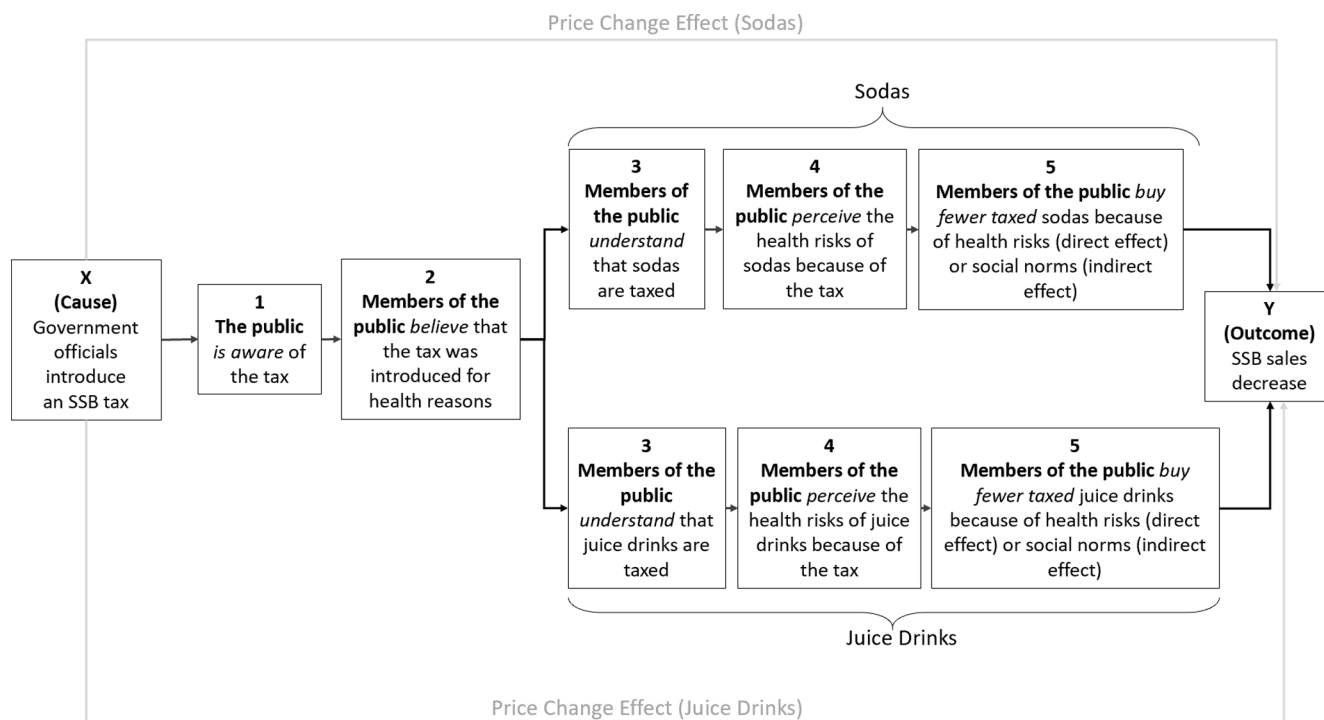 Price Change Effect (Sodas)
Sodas
X
(Cause)
Government
officials
introduce
an SSB tax
1
The public
is aware of
the tax
2
Members of the
public believe that
the tax was
introduced for
health reasons
3
Members of
the public
understand
that sodas
are taxed
4
Members of the
public perceive the
health risks of
sodas because of
the tax
5
Members of the public buy
fewer taxed sodas because
of health risks (direct effect)
or social norms (indirect
effect)
Y
(Outcome)
SSB sales
decrease
3
Members of the
public
understand that
juice drinks are
taxed
4
Members of the
public perceive the
health risks of juice
drinks because of
the tax
5
Members of the public buy
fewer taxed juice drinks
because of health risks (direct
effect) or social norms (indirect
effect)
Juice Drinks
Price Change Effect (Juice Drinks)